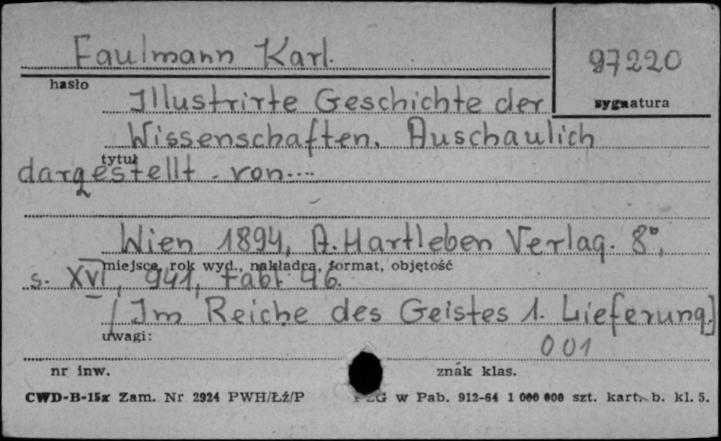 Faulmann Karl.
97220
hasło
sygnatura
Illustrirte Geschichte der
Wissenschaften. Auschaulich
tytuł
dargestellt von....
Wien 1894, A. Hartleben Verlag. 8°,
miejsce, rok wyd., nakładca, format, objętość
s. XVI, 941, tabl. 46.
[Im Reiche des Geistes 1. Lieferung.]
uwagi:
001
nr inw.
znak klas.
CWD-B-15x Zam. Nr 2924 PWH/Łź/P w Pab. 912-64 1 000 000 szt. kart. b. kl. 5.